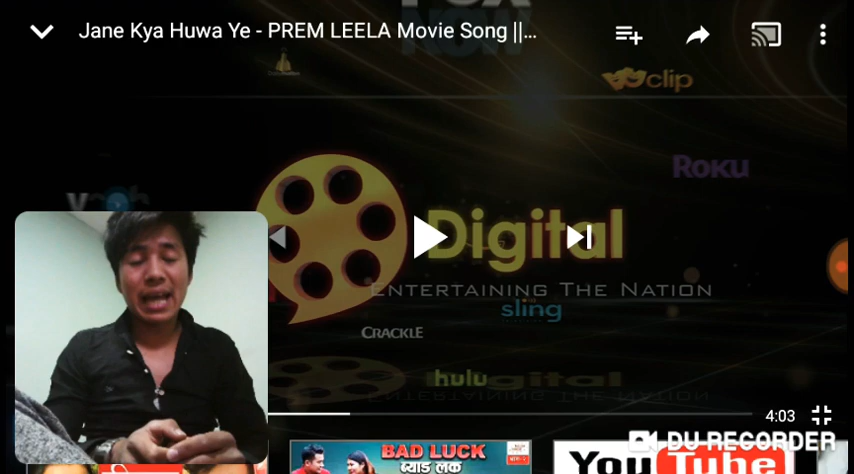 Jane Kya Huwa Ye - PREM LEELA Movie Song ||...
clip
ROKU
Digital
ENTERTAINING THE NATION
sling
CRACKLE
hulu
4:03
DU RECORDER
BAD LUCK
ब्याड लक
YouTube